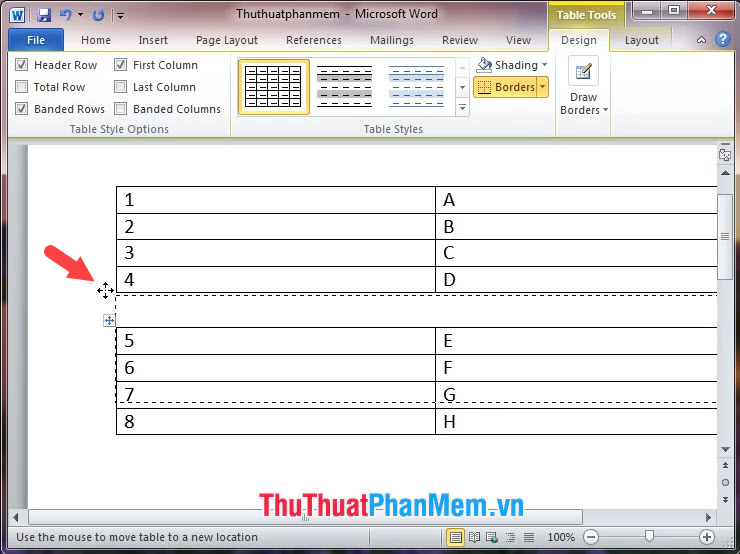 Thuthuatphanmem - Microsoft Word
Table Tools
File Home Insert Page Layout References Mailings Review View Design Layout
Header Row First Column
Total Row Last Column
Banded Rows Banded Columns
Table Style Options
Table Styles
Shading
Borders
Draw
Borders
1 A
2 B
3 C
4 D
5 E
6 F
7 G
8 H
ThuThuatPhanMem.vn
Use the mouse to move table to a new location
100%